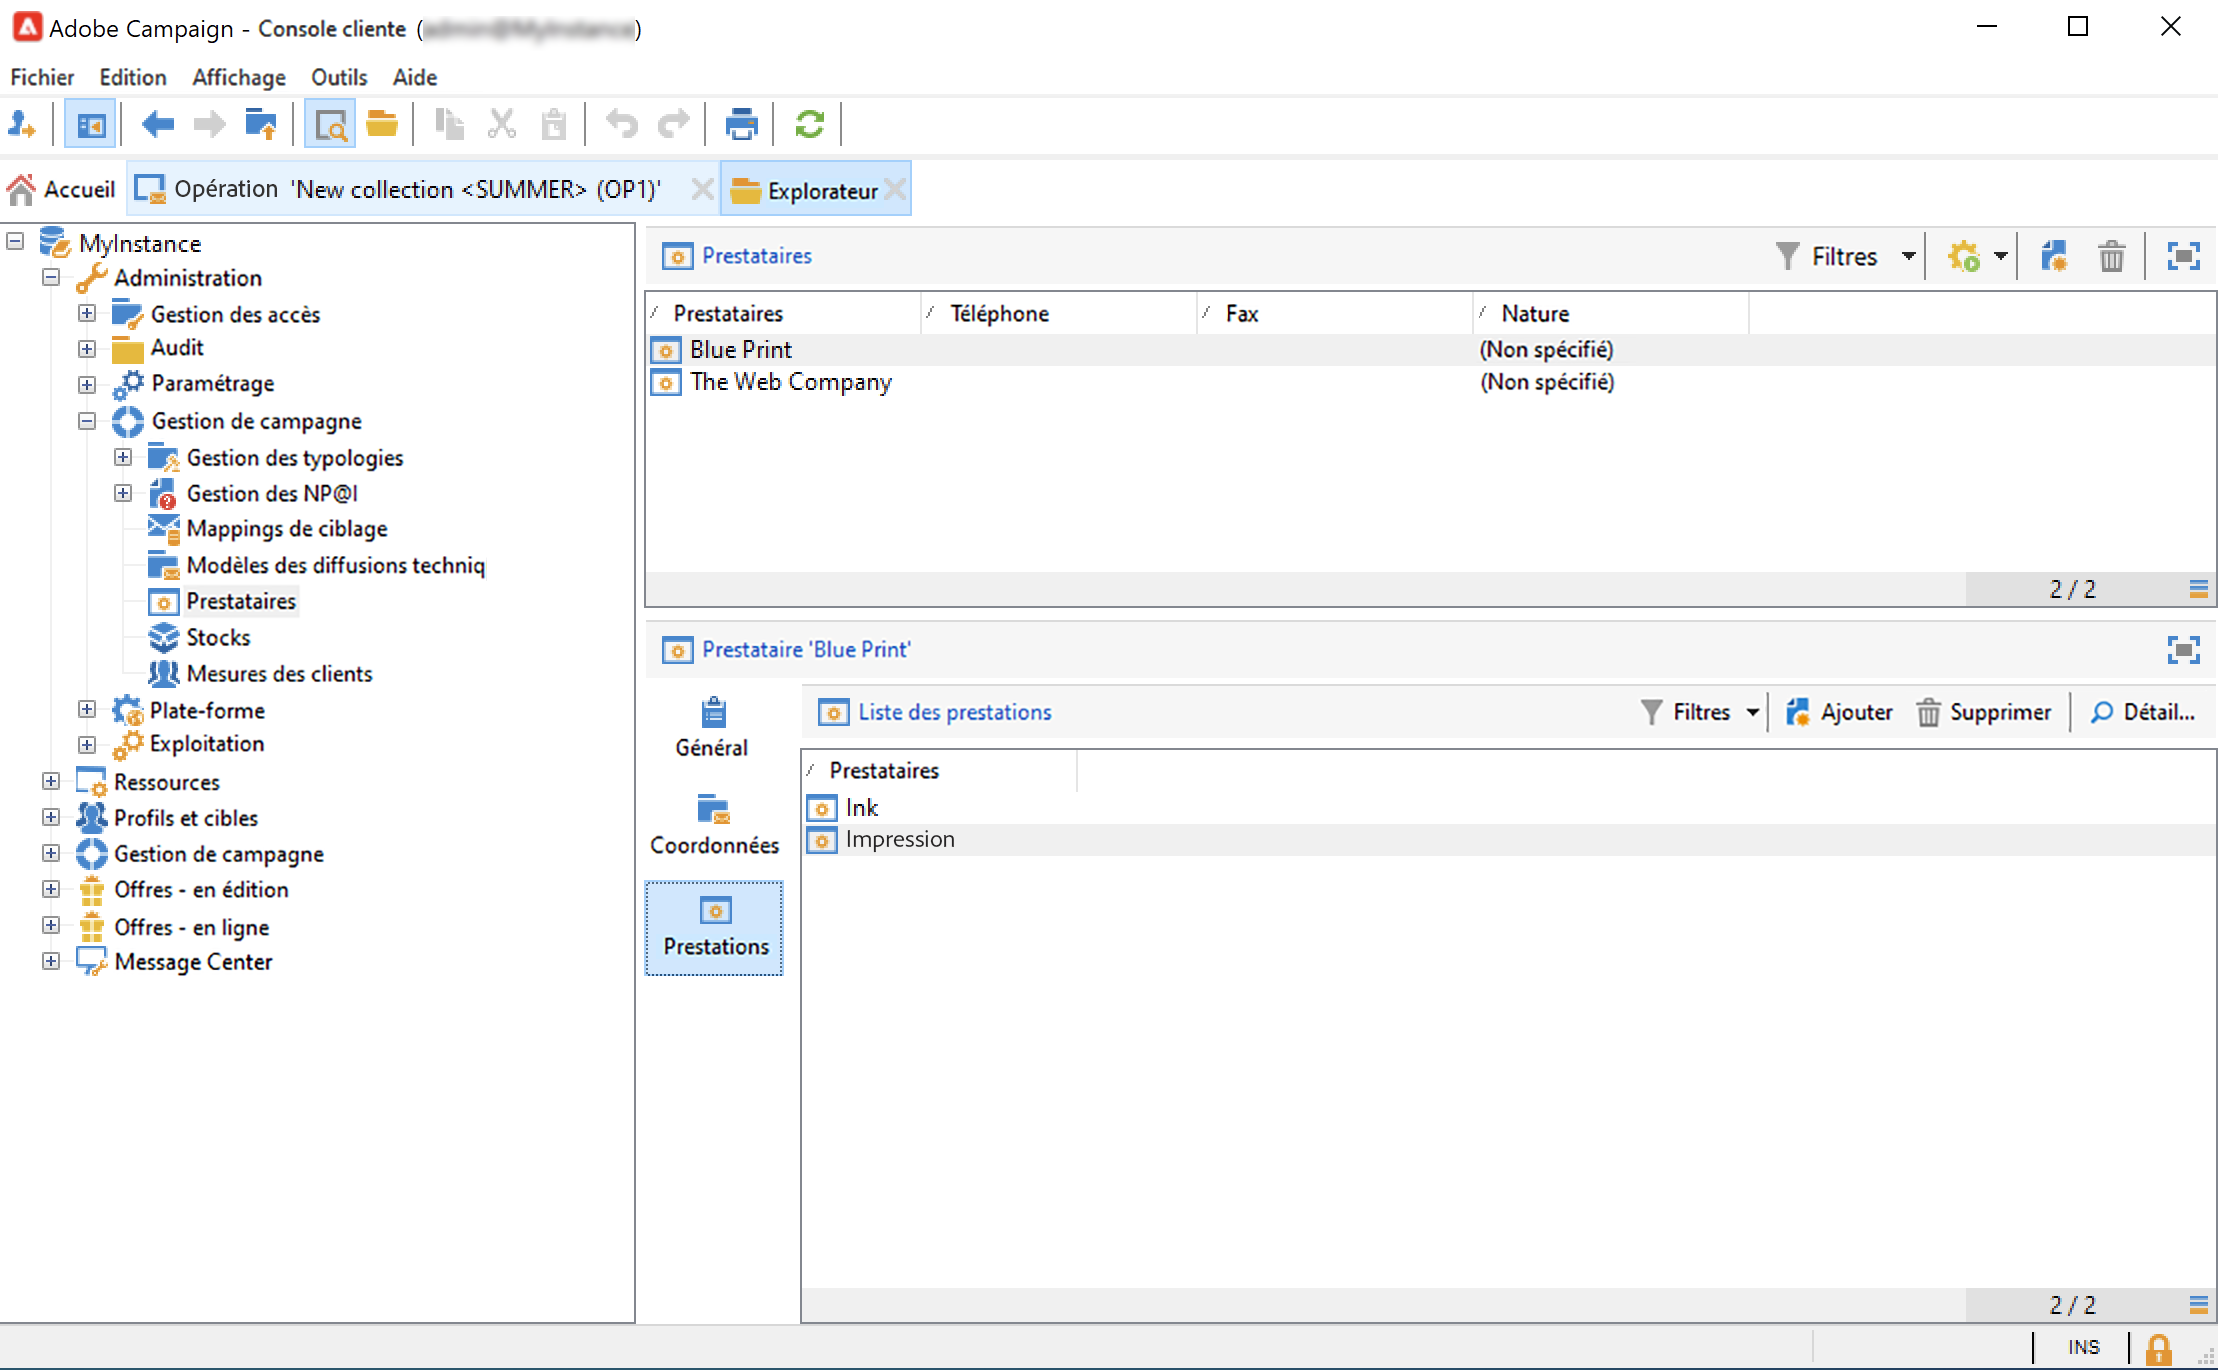 Adobe Campaign - Console cliente ( )
Fichier Edition Affichage Outils Aide
Accueil Opération 'New collection <SUMMER> (OP1)' Explorateur
MyInstance
Administration
Gestion des accès
Audit
Paramétrage
Gestion de campagne
Gestion des typologies
Gestion des NP@I
Mappings de ciblage
Modèles des diffusions techniq
Prestataires
Stocks
Mesures des clients
Plate-forme
Exploitation
Ressources
Profils et cibles
Gestion de campagne
Offres - en édition
Offres - en ligne
Message Center
Prestataires Filtres
Prestataires Téléphone Fax Nature
Blue Print (Non spécifié)
The Web Company (Non spécifié)
2 / 2
Prestataire 'Blue Print'
Général
Coordonnées
Prestations
Liste des prestations Filtres Ajouter Supprimer Détail...
Prestataires
Ink
Impression
2 / 2
INS